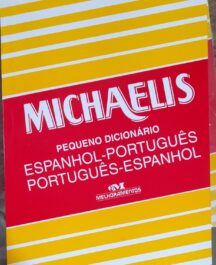 MICHAELIS
PEQUENO DICIONÁRIO
ESPANHOL-PORTUGUÊS
PORTUGUÊS-ESPANHOL
MELHORAMENTOS